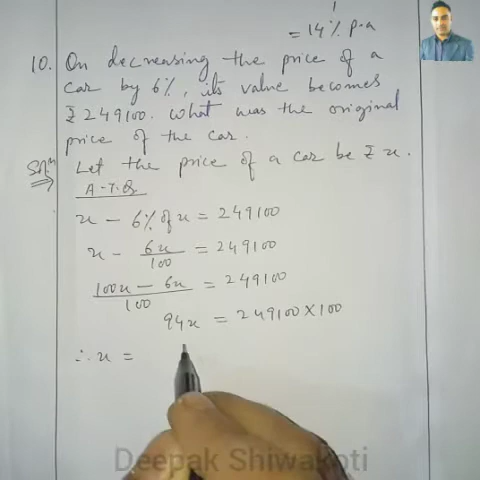 1
= 14% p.a
10. On decreasing the price of a
car by 6%, its value becomes
₹ 249100. What was the original
price of the car.
Solⁿ Let the price of a car be ₹ x.
A.T.Q
x - 6% of x = 249100
x - 6x/100 = 249100
100x - 6x/100 = 249100
94x = 249100 X 100
∴ x =
Deepak Shiwakoti